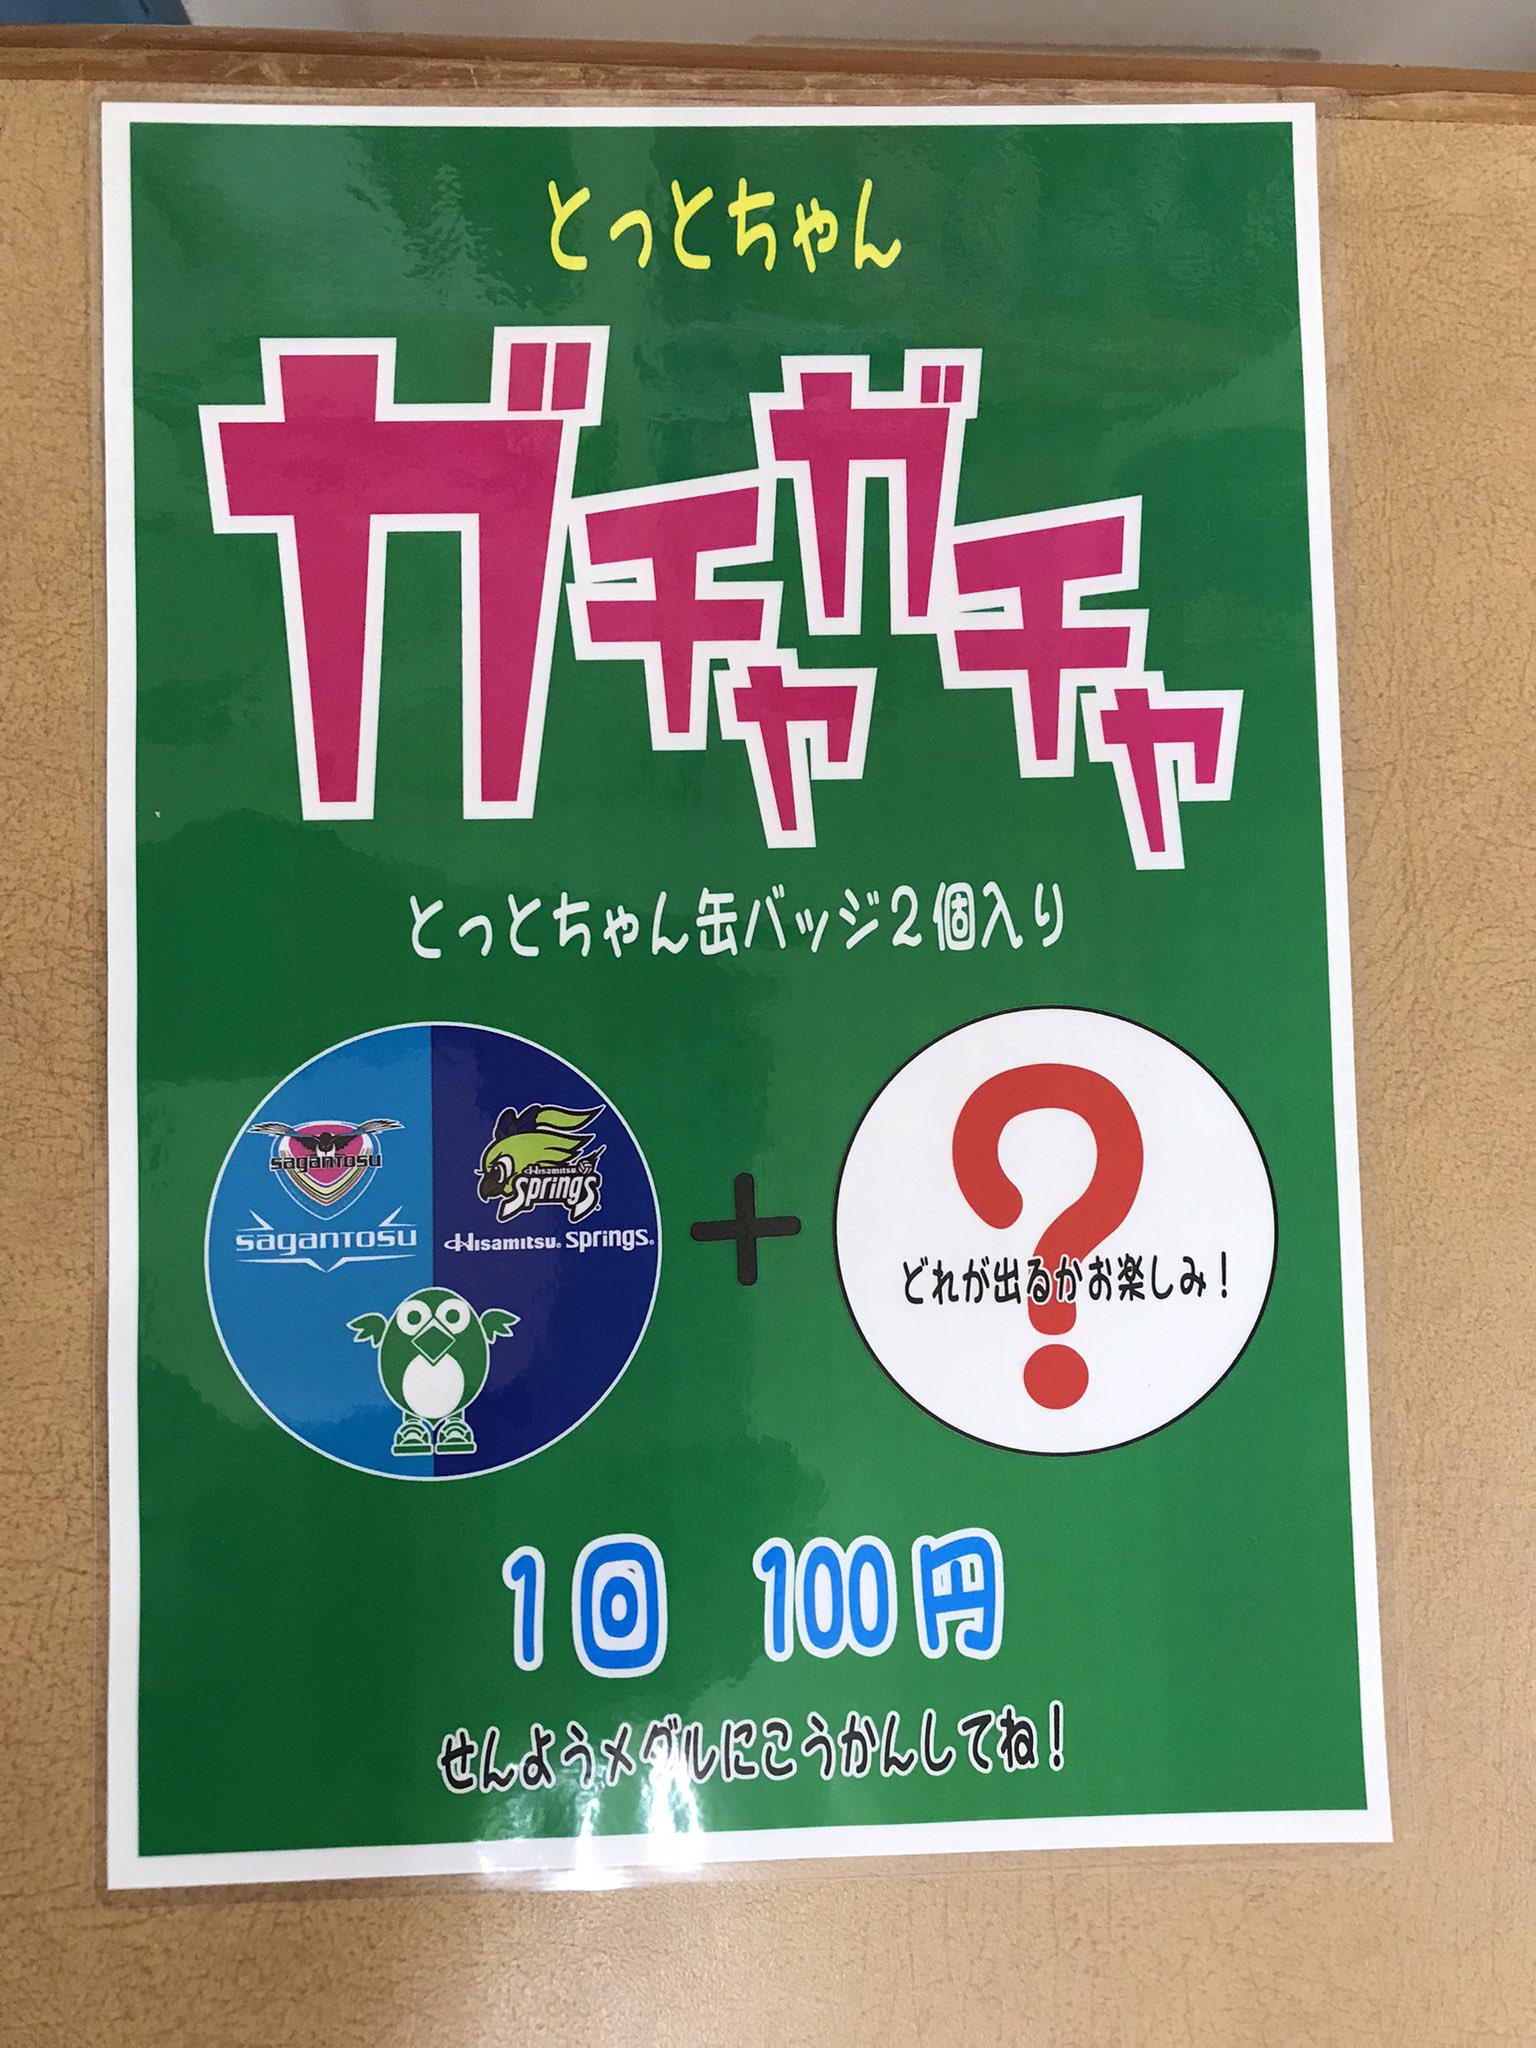 とっとちゃん
ガチャガチャ
とっとちゃん缶バッジ2個入り
sagantosu
sagantosu
Hisamitsu
Springs
Hisamitsu® Springs®
+
?
どれが出るかお楽しみ!
1回 100円
せんようメダルにこうかんしてね!